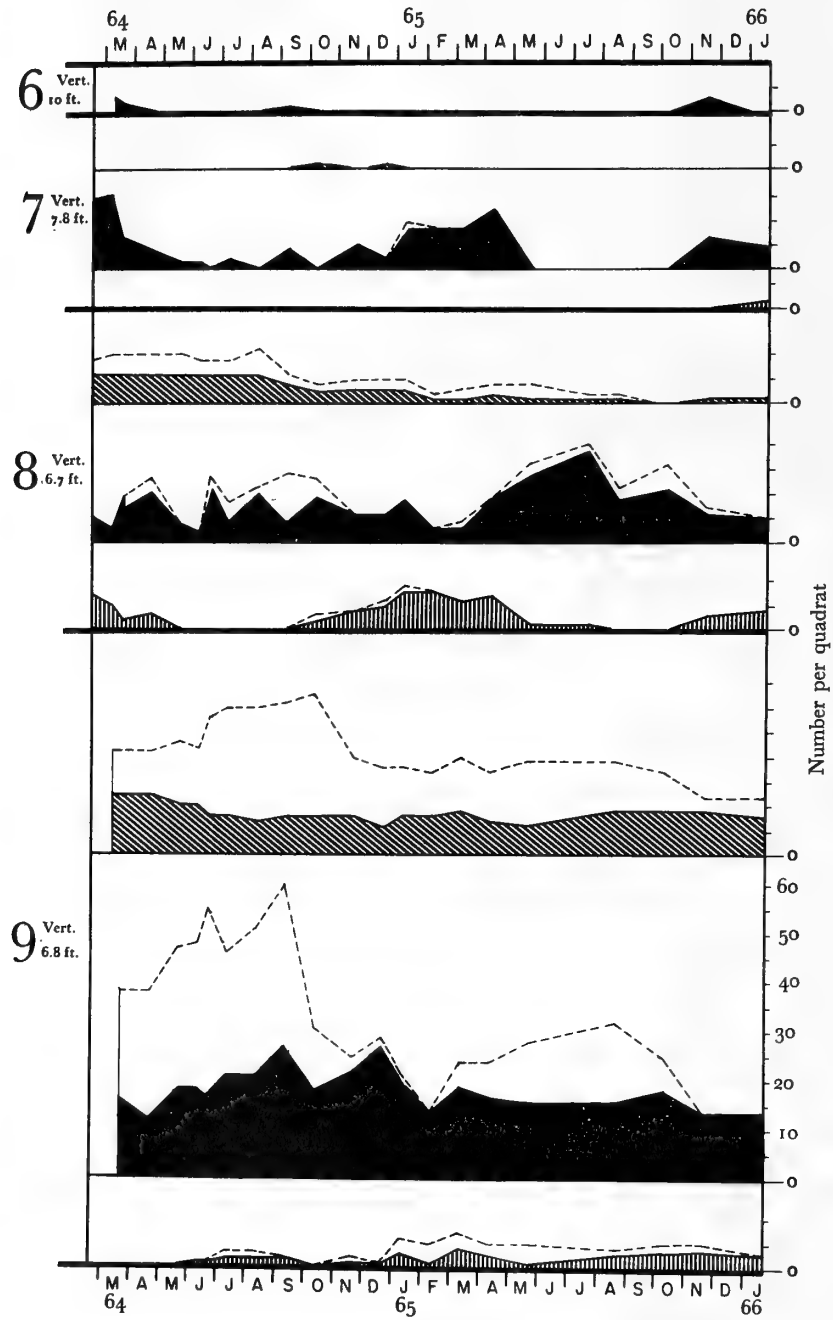 64 65 66
M A M J J A S O N D J F M A M J J A S O N D J
6 Vert.
10 ft.
0
0
7 Vert.
7.8 ft.
0
0
0
8 Vert.
6.7 ft.
0
0
0
9 Vert.
6.8 ft.
60
50
40
30
20
10
0
0
Number per quadrat
M A M J J A S O N D J F M A M J J A S O N D J
64 65 66